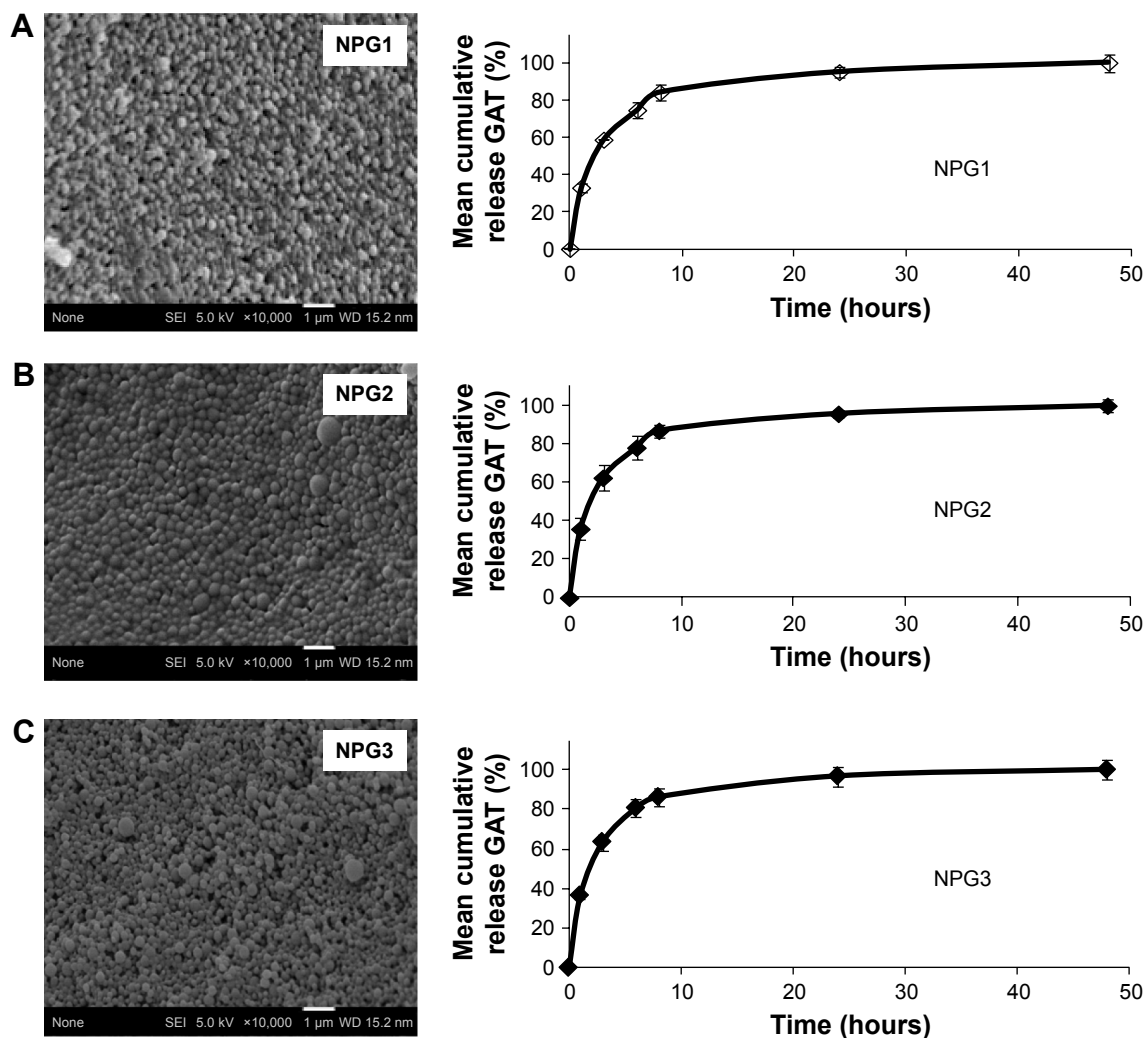 A
NPG1
None SEI 5.0 kV ×10,000 1 µm WD 15.2 nm
Mean cumulative
release GAT (%)
100
80
60
40
20
0
0 10 20 30 40 50
NPG1
Time (hours)
B
NPG2
None SEI 5.0 kV ×10,000 1 µm WD 15.2 nm
Mean cumulative
release GAT (%)
100
80
60
40
20
0
0 10 20 30 40 50
NPG2
Time (hours)
C
NPG3
None SEI 5.0 kV ×10,000 1 µm WD 15.2 nm
Mean cumulative
release GAT (%)
100
80
60
40
20
0
0 10 20 30 40 50
NPG3
Time (hours)